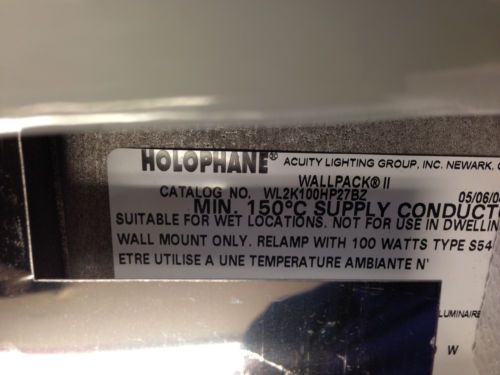 HOLOPHANE® ACUITY LIGHTING GROUP, INC. NEWARK,
WALLPACK® II
CATALOG NO. WL2K100HP27BZ 05/06/0
MIN. 150°C SUPPLY CONDUCT
SUITABLE FOR WET LOCATIONS. NOT FOR USE IN DWELLIN
WALL MOUNT ONLY. RELAMP WITH 100 WATTS TYPE S54/
ETRE UTILISE A UNE TEMPERATURE AMBIANTE N'
LUMINAIRE
W